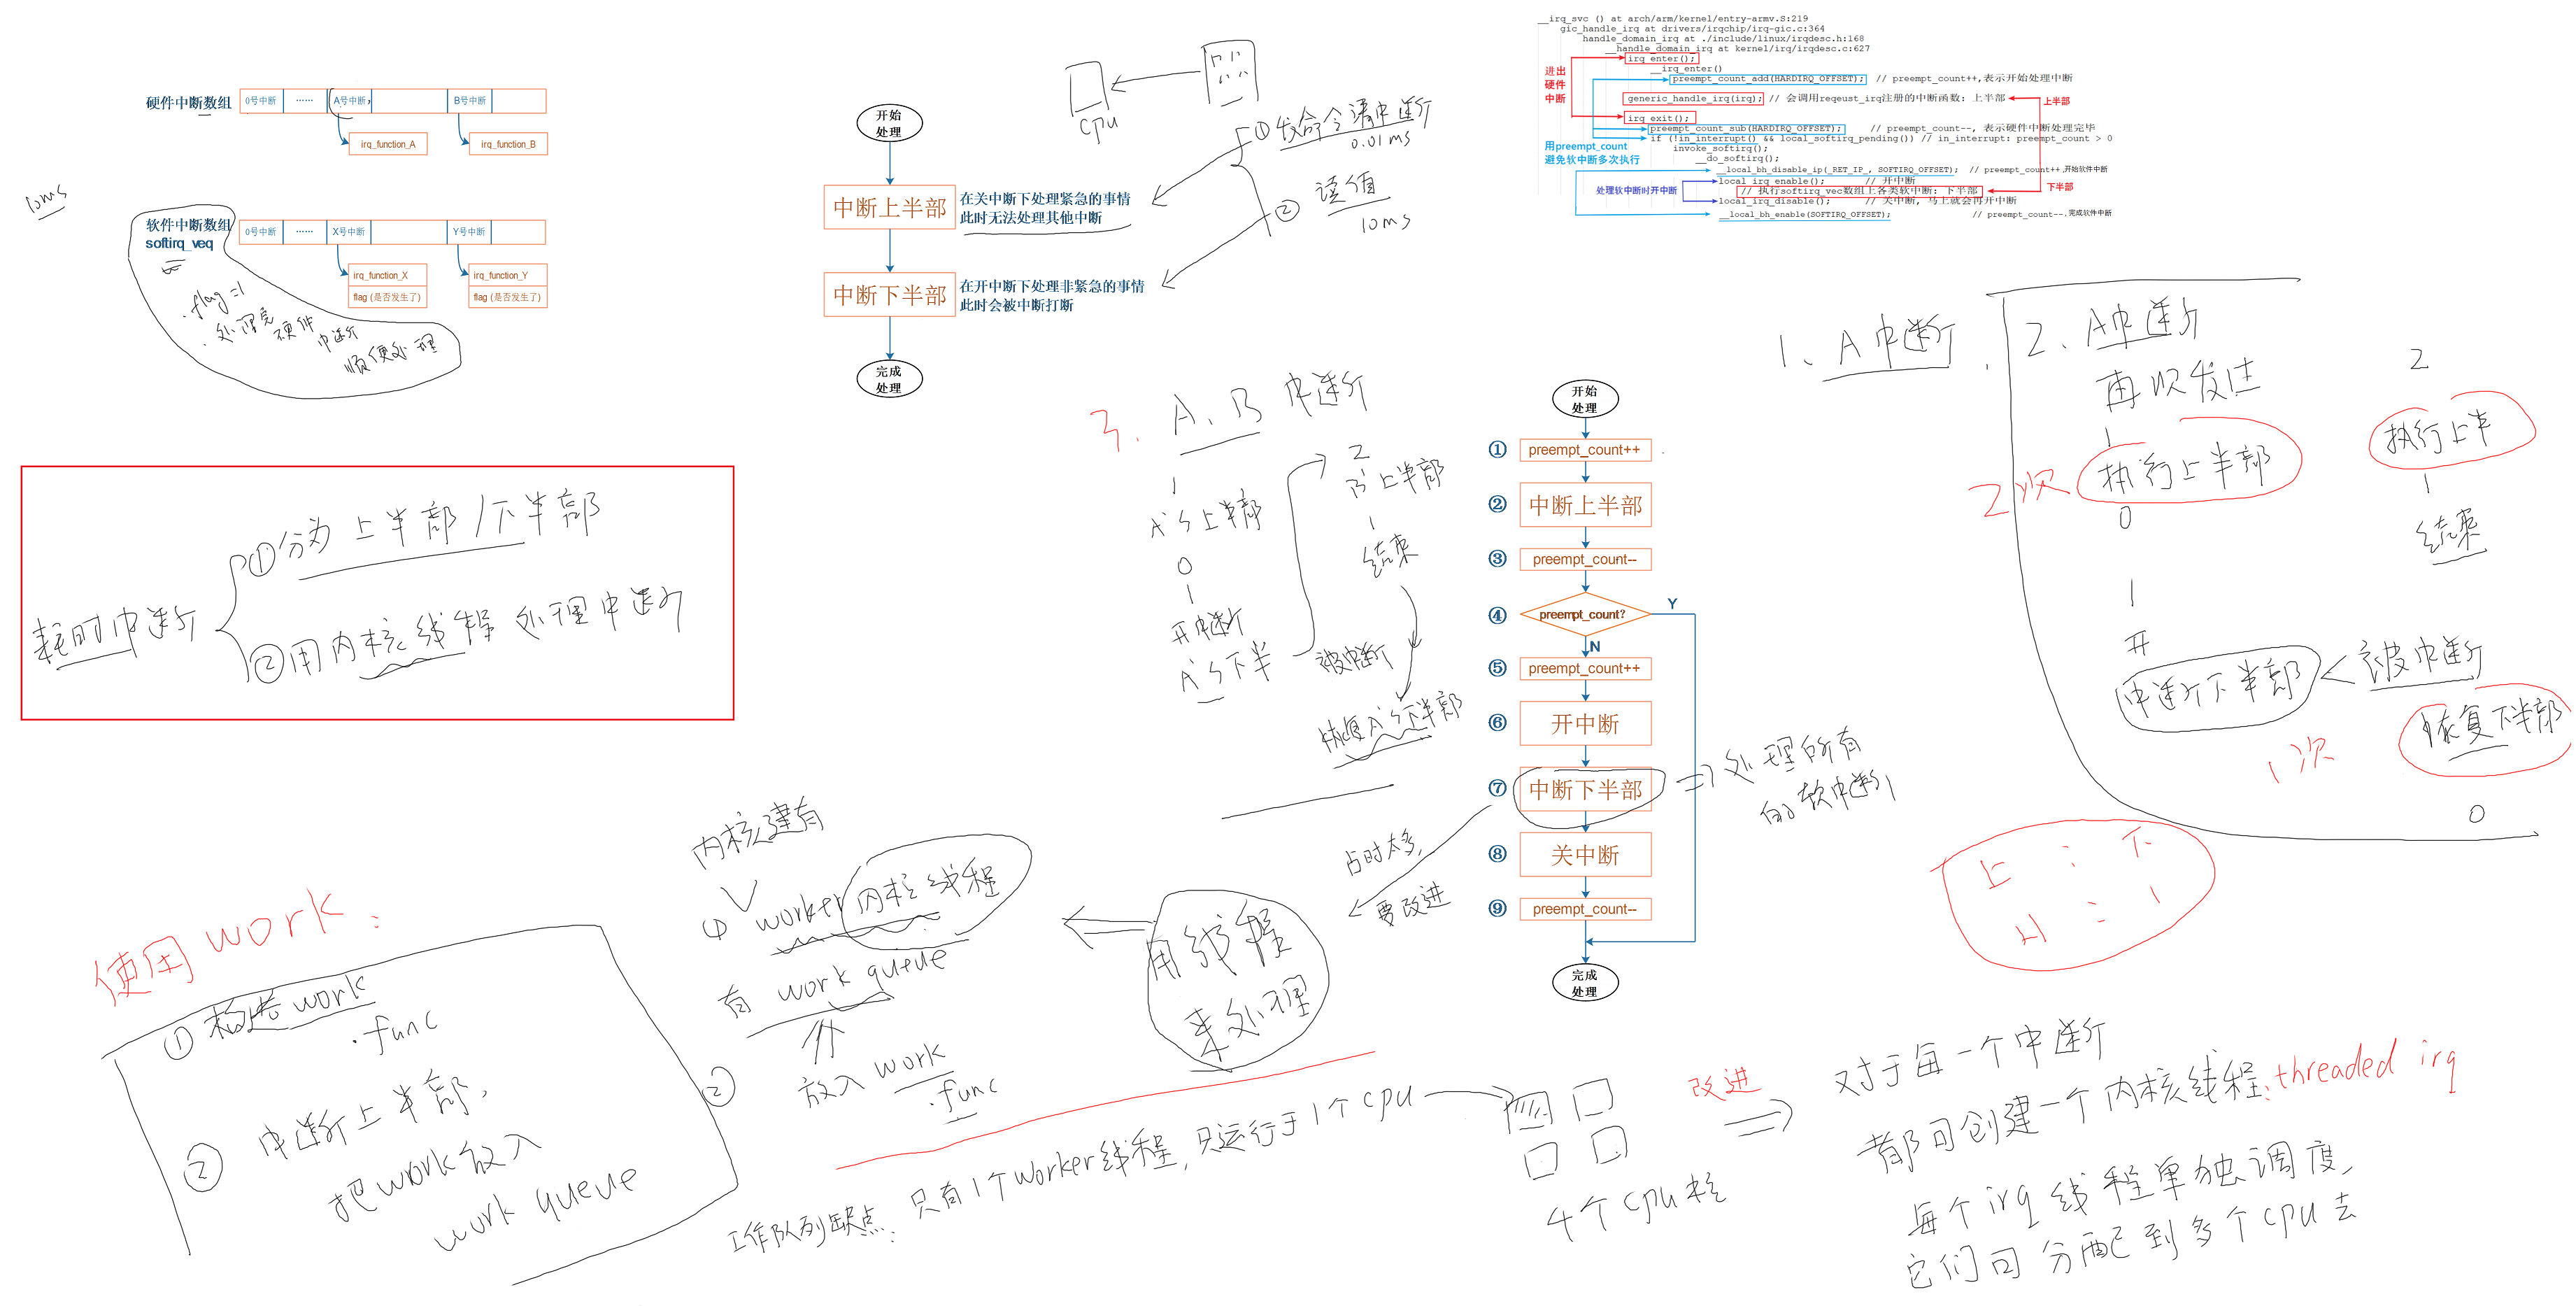 硬件中断数组
0号中断 …… A号中断 B号中断
irq_function_A irq_function_B
10ms
软件中断数组
softirq_veq
0号中断 …… X号中断 Y号中断
irq_function_X irq_function_Y
flag (是否发生了) flag (是否发生了)
.flag=1
.处理完硬件中断
顺便处理
开始
处理
中断上半部
在关中断下处理紧急的事情
此时无法处理其他中断
中断下半部
在开中断下处理非紧急的事情
此时会被中断打断
完成
处理
CPU
① 发命令清中断
0.01ms
② 读值
10ms
__irq_svc () at arch/arm/kernel/entry-armv.S:219
gic_handle_irq at drivers/irqchip/irq-gic.c:364
handle_domain_irq at ./include/linux/irqdesc.h:168
__handle_domain_irq at kernel/irq/irqdesc.c:627
irq_enter();
__irq_enter()
preempt_count_add(HARDIRQ_OFFSET); // preempt_count++,表示开始处理中断
generic_handle_irq(irq); // 会调用reqeust_irq注册的中断函数: 上半部
irq_exit();
preempt_count_sub(HARDIRQ_OFFSET); // preempt_count--, 表示硬件中断处理完毕
if (!in_interrupt() && local_softirq_pending()) // in_interrupt: preempt_count > 0
invoke_softirq();
__do_softirq();
__local_bh_disable_ip(_RET_IP_, SOFTIRQ_OFFSET); // preempt_count++,开始软件中断
local_irq_enable(); // 开中断
// 执行softirq_vec数组上各类软中断: 下半部
local_irq_disable(); // 关中断, 马上就会再开中断
__local_bh_enable(SOFTIRQ_OFFSET); // preempt_count--,完成软件中断
进出
硬件
中断
用preempt_count
避免软中断多次执行
处理软中断时开中断
上半部
下半部
耗时中断
① 分为上半部/下半部
② 用内核线程处理中断
3、A、B 中断
1
A's上半部
0
1
开中断
A's下半
2
B's上半部
1
结束
被中断
恢复A's下半部
开始
处理
① preempt_count++
② 中断上半部
③ preempt_count--
④ preempt_count?
Y
N
⑤ preempt_count++
⑥ 开中断
⑦ 中断下半部
⑧ 关中断
⑨ preempt_count--
完成
处理
=> 处理所有
的软中断
1、A中断
2、A中断
再次发生
1
2次
执行上半部
0
1
开
中断下半部
被中断
1次
2
执行上半
1
结束
恢复下半部
0
上 : 下
N : 1
占时太多,
要改进
用线程
来处理
内核建有
① worker内核线程
有 work queue
② 放入 work
.func
使用work:
① 构造work
.func
② 中断上半部,
把work放入
work queue
工作队列缺点: 只有1个worker线程, 只运行于1个CPU
4个CPU核
改进
=> 对于每一个中断
都可创建一个内核线程:threaded irq
每个irq线程单独调度,
它们可分配到多个CPU去